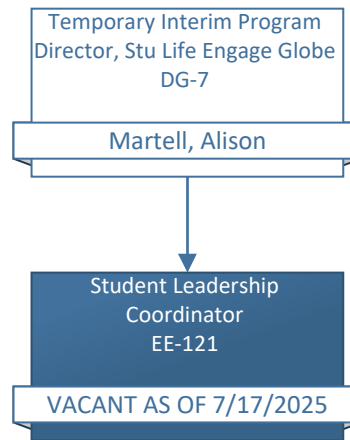 Temporary Interim Program
Director, Stu Life Engage Globe
DG-7
Martell, Alison
Student Leadership
Coordinator
EE-121
VACANT AS OF 7/17/2025